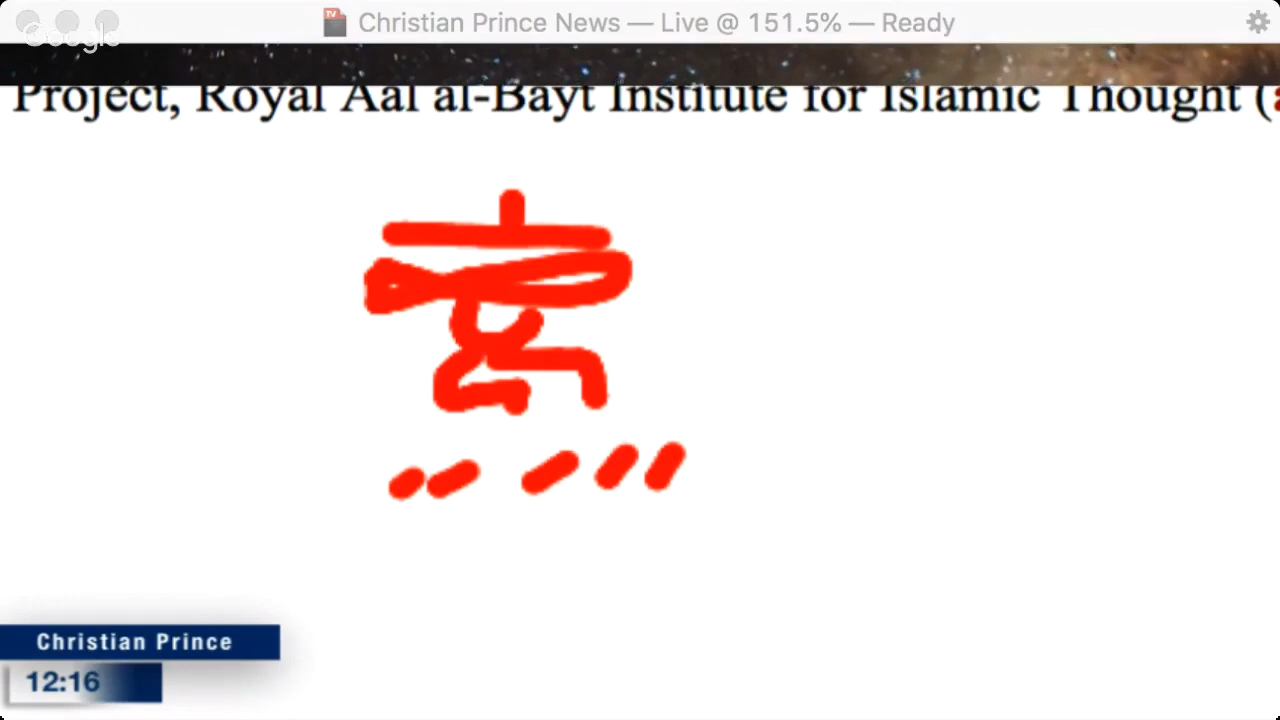 Christian Prince News — Live @ 151.5% — Ready
Google
Project, Royal Aal al-Bayt Institute for Islamic Thought (
Christian Prince
12:16